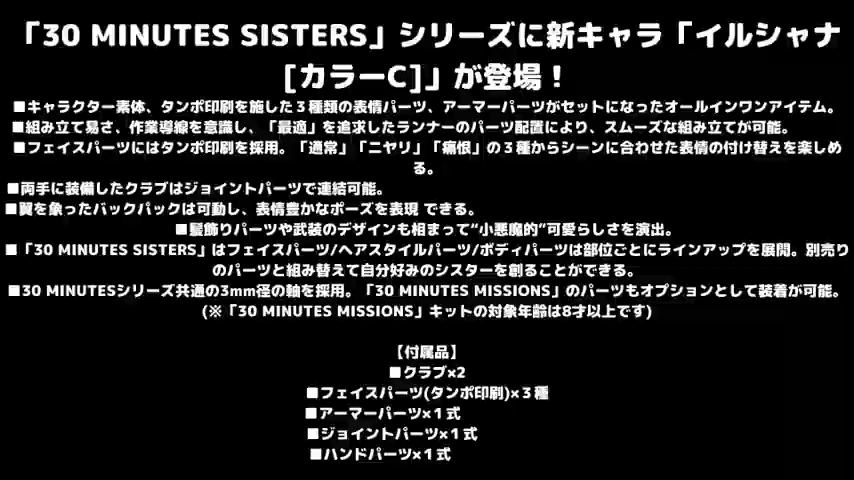 「30 MINUTES SISTERS」シリーズに新キャラ「イルシャナ
[カラーC]」が登場！
■キャラクター素体、タンポ印刷を施した３種類の表情パーツ、アーマーパーツがセットになったオールインワンアイテム。
■組み立て易さ、作業導線を意識し、「最適」を追求したランナーのパーツ配置により、スムーズな組み立てが可能。
■フェイスパーツにはタンポ印刷を採用。「通常」「ニヤリ」「痛恨」の３種からシーンに合わせた表情の付け替えを楽しめ
る。
■両手に装備したクラブはジョイントパーツで連結可能。
■翼を象ったバックパックは可動し、表情豊かなポーズを表現 できる。
■髪飾りパーツや武装のデザインも相まって“小悪魔的”可愛らしさを演出。
■「30 MINUTES SISTERS」はフェイスパーツ/ヘアスタイルパーツ/ボディパーツは部位ごとにラインアップを展開。別売り
のパーツと組み替えて自分好みのシスターを創ることができる。
■30 MINUTESシリーズ共通の3mm径の軸を採用。「30 MINUTES MISSIONS」のパーツもオプションとして装着が可能。
(※「30 MINUTES MISSIONS」キットの対象年齢は8才以上です)
【付属品】
■クラブ×2
■フェイスパーツ(タンポ印刷)×３種
■アーマーパーツ×１式
■ジョイントパーツ×１式
■ハンドパーツ×１式